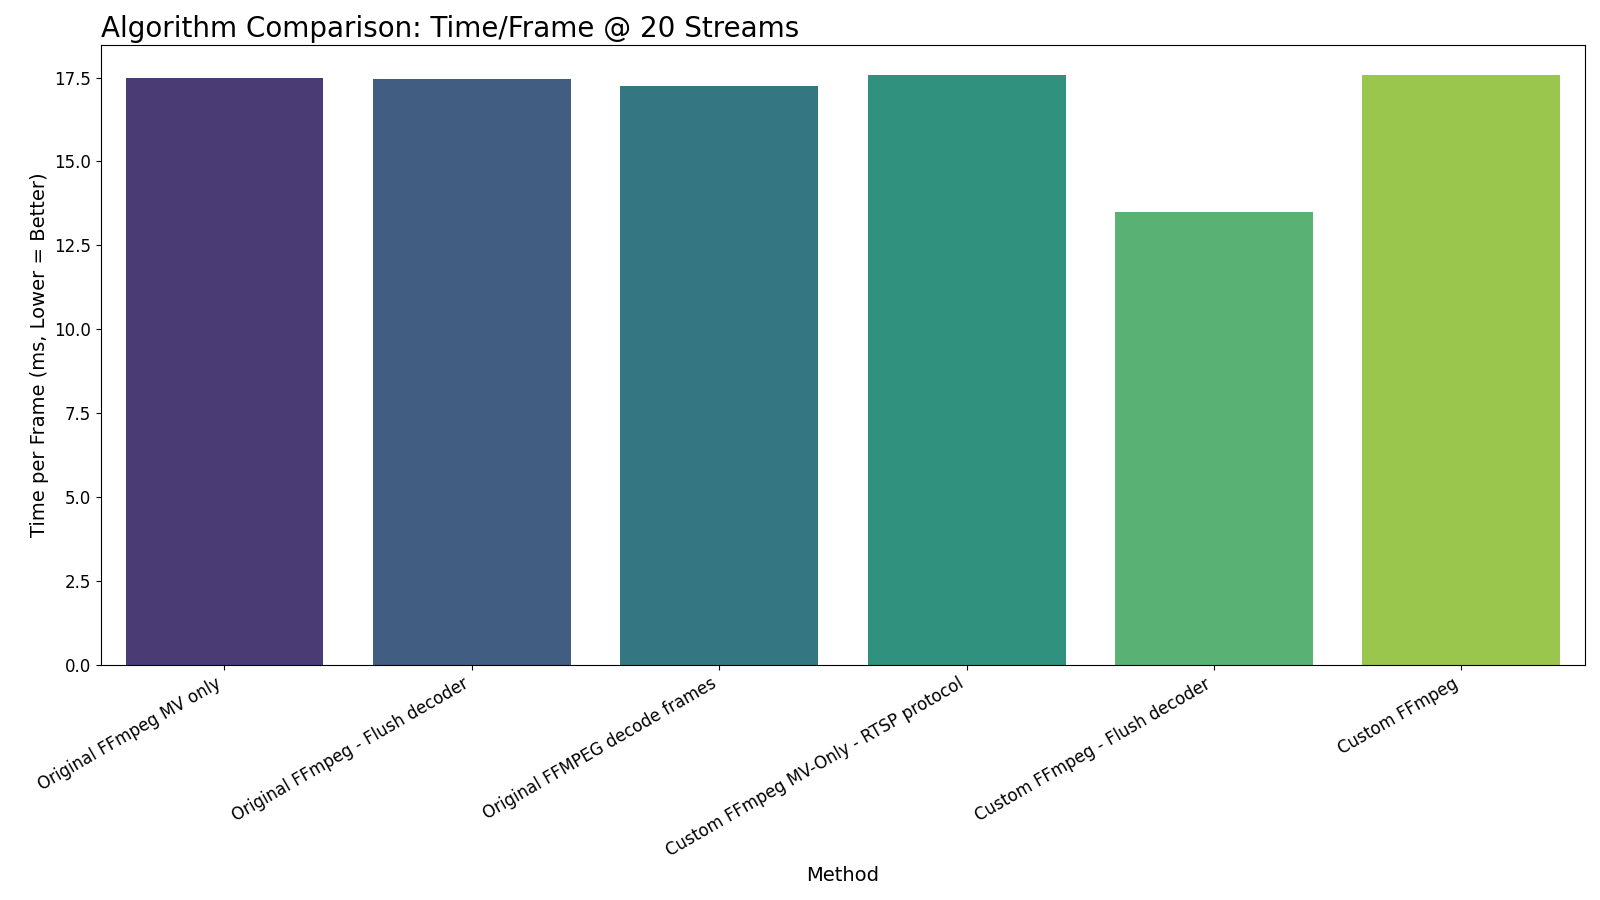 Algorithm Comparison: Time/Frame @ 20 Streams
Time per Frame (ms, Lower = Better)
17.5
15.0
12.5
10.0
7.5
5.0
2.5
0.0
Original FFmpeg MV only
Original FFmpeg - Flush decoder
Original FFMPEG decode frames
Custom FFmpeg MV-Only - RTSP protocol
Custom FFmpeg - Flush decoder
Custom FFmpeg
Method